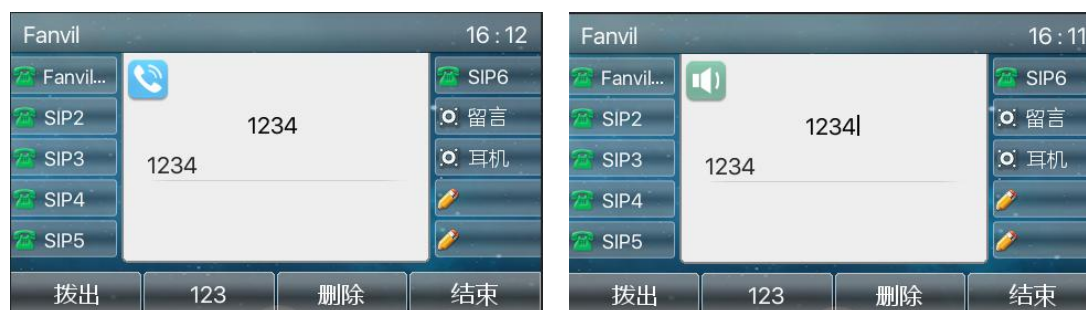 Fanvil 16:12
Fanvil... SIP6
SIP2 1234 留言
SIP3 1234 耳机
SIP4
SIP5
拨出 123 删除 结束
Fanvil 16:11
Fanvil... SIP6
SIP2 1234 留言
SIP3 1234 耳机
SIP4
SIP5
拨出 123 删除 结束